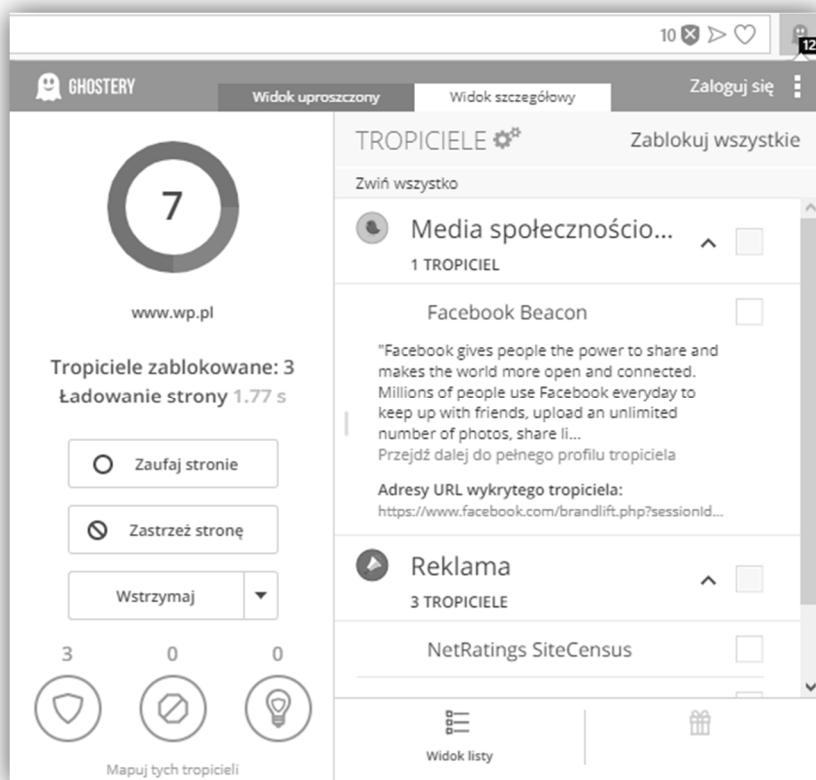 10
12
GHOSTERY
Widok uproszczony
Widok szczegółowy
Zaloguj się
7
www.wp.pl
Tropiciele zablokowane: 3
Ładowanie strony 1.77 s
Zaufaj stronie
Zastrzeż stronę
Wstrzymaj
3 0 0
Mapuj tych tropicieli
TROPICIELE
Zablokuj wszystkie
Zwiń wszystko
Media społecznościo...
1 TROPICIEL
Facebook Beacon
"Facebook gives people the power to share and
makes the world more open and connected.
Millions of people use Facebook everyday to
keep up with friends, upload an unlimited
number of photos, share li...
Przejdź dalej do pełnego profilu tropiciela
Adresy URL wykrytego tropiciela:
https://www.facebook.com/brandlift.php?sessionId...
Reklama
3 TROPICIELE
NetRatings SiteCensus
Widok listy